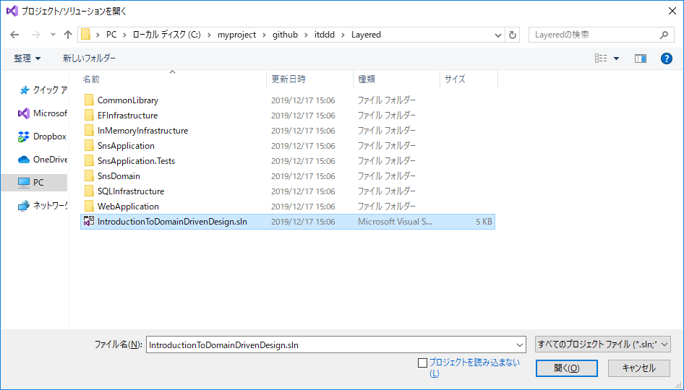 プロジェクト/ソリューションを開く
PC > ローカル ディスク (C:) > myproject > github > itddd > Layered
Layeredの検索
整理 新しいフォルダー
名前 更新日時 種類 サイズ
クイック ア
Microsof
Dropbox
OneDrive
PC
ネットワーク
CommonLibrary 2019/12/17 15:06 ファイル フォルダー
EFInfrastructure 2019/12/17 15:06 ファイル フォルダー
InMemoryInfrastructure 2019/12/17 15:06 ファイル フォルダー
SnsApplication 2019/12/17 15:06 ファイル フォルダー
SnsApplication.Tests 2019/12/17 15:06 ファイル フォルダー
SnsDomain 2019/12/17 15:06 ファイル フォルダー
SQLInfrastructure 2019/12/17 15:06 ファイル フォルダー
WebApplication 2019/12/17 15:06 ファイル フォルダー
IntroductionToDomainDrivenDesign.sln 2019/12/17 15:06 Microsoft Visual S... 5 KB
ファイル名(N): IntroductionToDomainDrivenDesign.sln すべてのプロジェクト ファイル (*.sln;*
プロジェクトを読み込まない
(L)
開く(O) キャンセル